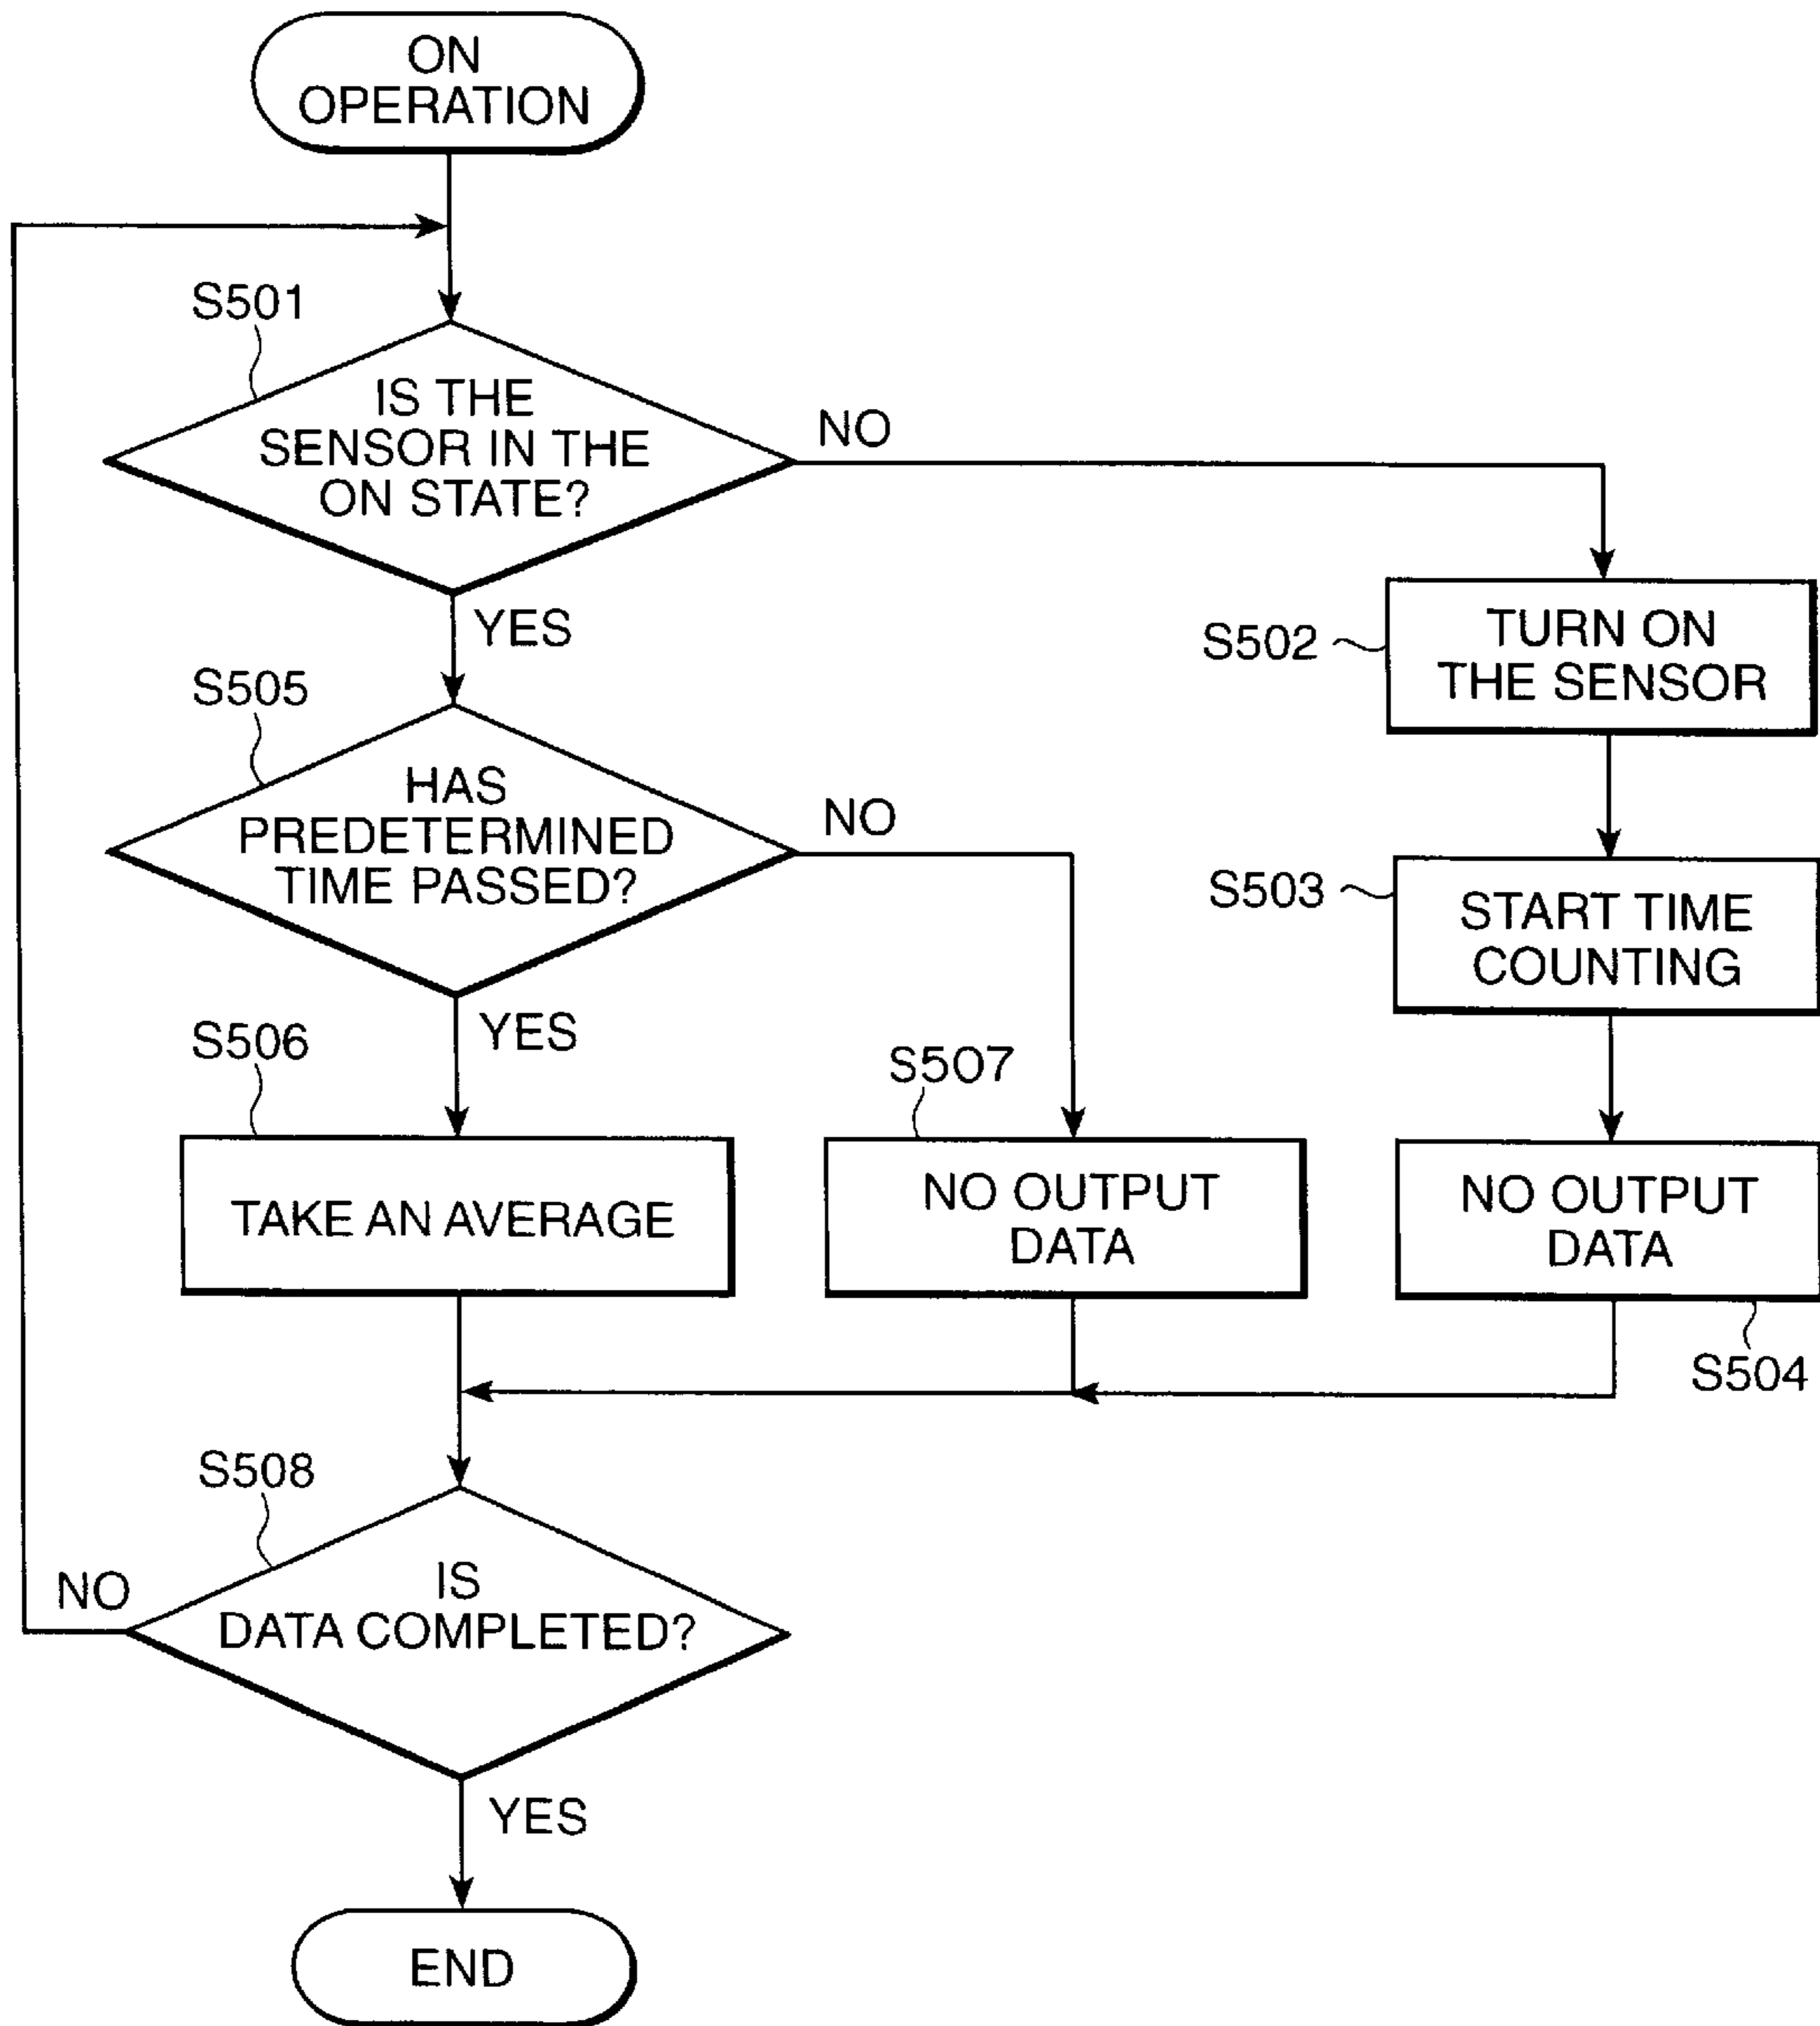 ON
OPERATION
S501
IS THE
SENSOR IN THE
ON STATE?
NO
YES
S502
TURN ON
THE SENSOR
S505
HAS
PREDETERMINED
TIME PASSED?
NO
YES
S503
START TIME
COUNTING
S506
TAKE AN AVERAGE
S507
NO OUTPUT
DATA
NO OUTPUT
DATA
S504
S508
IS
DATA COMPLETED?
NO
YES
END